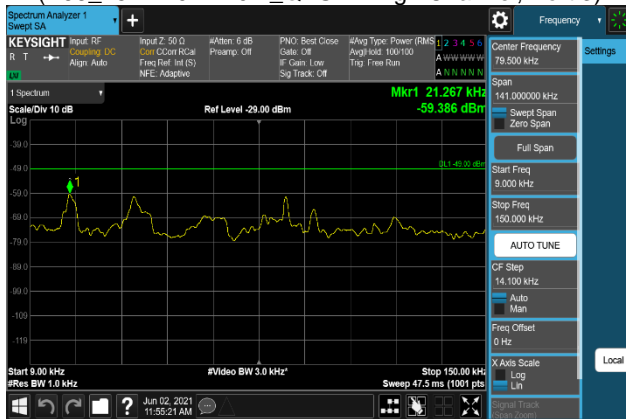 Spectrum Analyzer 1
Swept SA
Frequency
KEYSIGHT
R T
Input: RF
Coupling: DC
Align: Auto
Input Z: 50 Ω
Corr CCorr RCal
Freq Ref: Int (S)
NFE: Adaptive
#Atten: 6 dB
Preamp: Off
PNO: Best Close
Gate: Off
IF Gain: Low
Sig Track: Off
#Avg Type: Power (RMS
Avg|Hold: 100/100
Trig: Free Run
1 2 3 4 5 6
A W W W W W
A N N N N N
LXI
1 Spectrum
Scale/Div 10 dB
Log
Ref Level -29.00 dBm
Mkr1 21.267 kHz
-59.386 dBm
DL1 -49.00 dBm
1
-39.0
-49.0
-59.0
-69.0
-79.0
-89.0
-99.0
-109
-119
Start 9.00 kHz
#Res BW 1.0 kHz
#Video BW 3.0 kHz*
Stop 150.00 kHz
Sweep 47.5 ms (1001 pts
Jun 02, 2021
11:55:21 AM
Center Frequency
79.500 kHz
Settings
Span
141.000000 kHz
Swept Span
Zero Span
Full Span
Start Freq
9.000 kHz
Stop Freq
150.000 kHz
AUTO TUNE
CF Step
14.100 kHz
Auto
Man
Freq Offset
0 Hz
X Axis Scale
Log
Lin
Local
Signal Track
(Span Zoom)